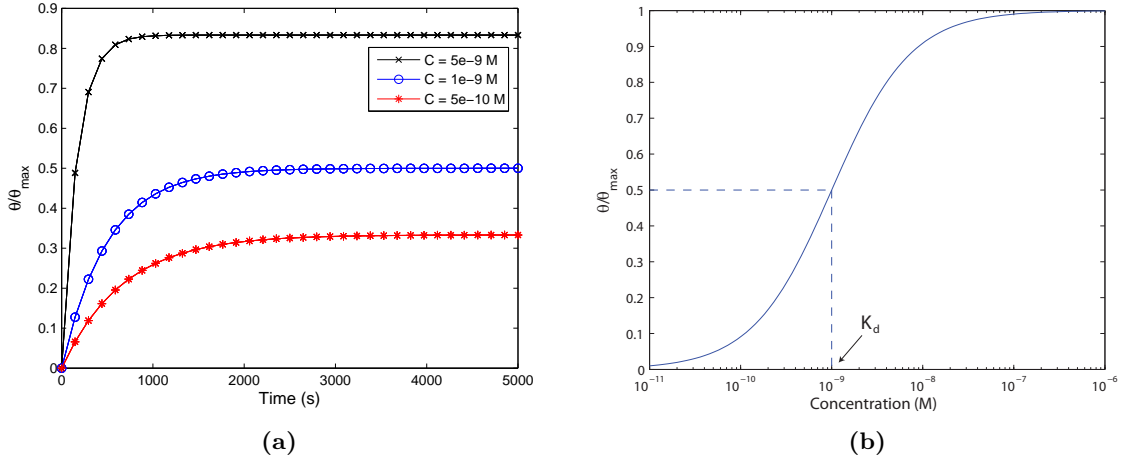 0.9
0.8
0.7
0.6
0.5
0.4
0.3
0.2
0.1
0
θ/θmax
0 1000 2000 3000 4000 5000
Time (s)
C = 5e−9 M
C = 1e−9 M
C = 5e−10 M
(a)
1
0.9
0.8
0.7
0.6
0.5
0.4
0.3
0.2
0.1
0
θ/θmax
Kd
10−11 10−10 10−9 10−8 10−7 10−6
Concentration (M)
(b)